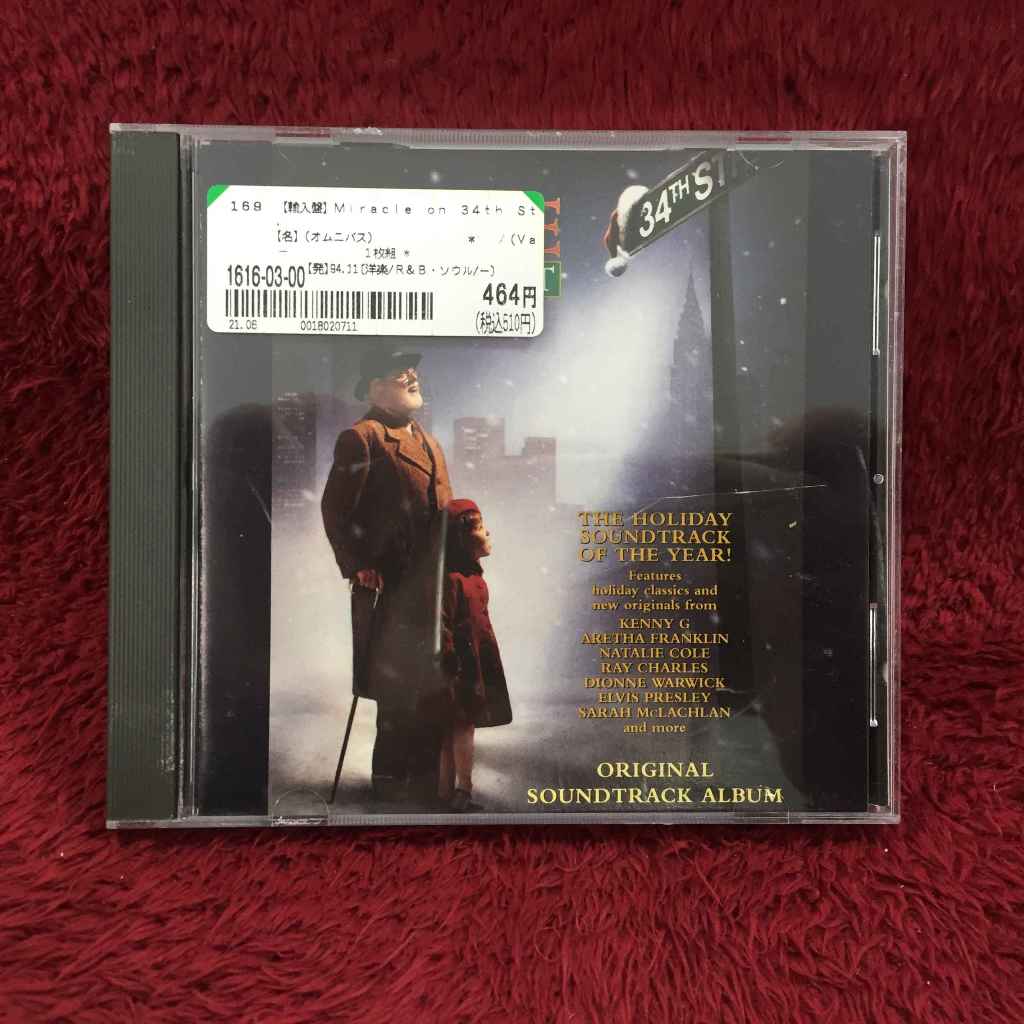 169 【輸入盤】Miracle on 34th St
【名】(オムニバス) * /(Va
1枚組 *
1616-03-00 【発】94.11 [洋楽/R&B・ソウル/-]
464円
(税込510円)
21.06 0018020711
34TH ST
THE HOLIDAY
SOUNDTRACK
OF THE YEAR!
Features
holiday classics and
new originals from
KENNY G
ARETHA FRANKLIN
NATALIE COLE
RAY CHARLES
DIONNE WARWICK
ELVIS PRESLEY
SARAH McLACHLAN
and more
ORIGINAL
SOUNDTRACK ALBUM